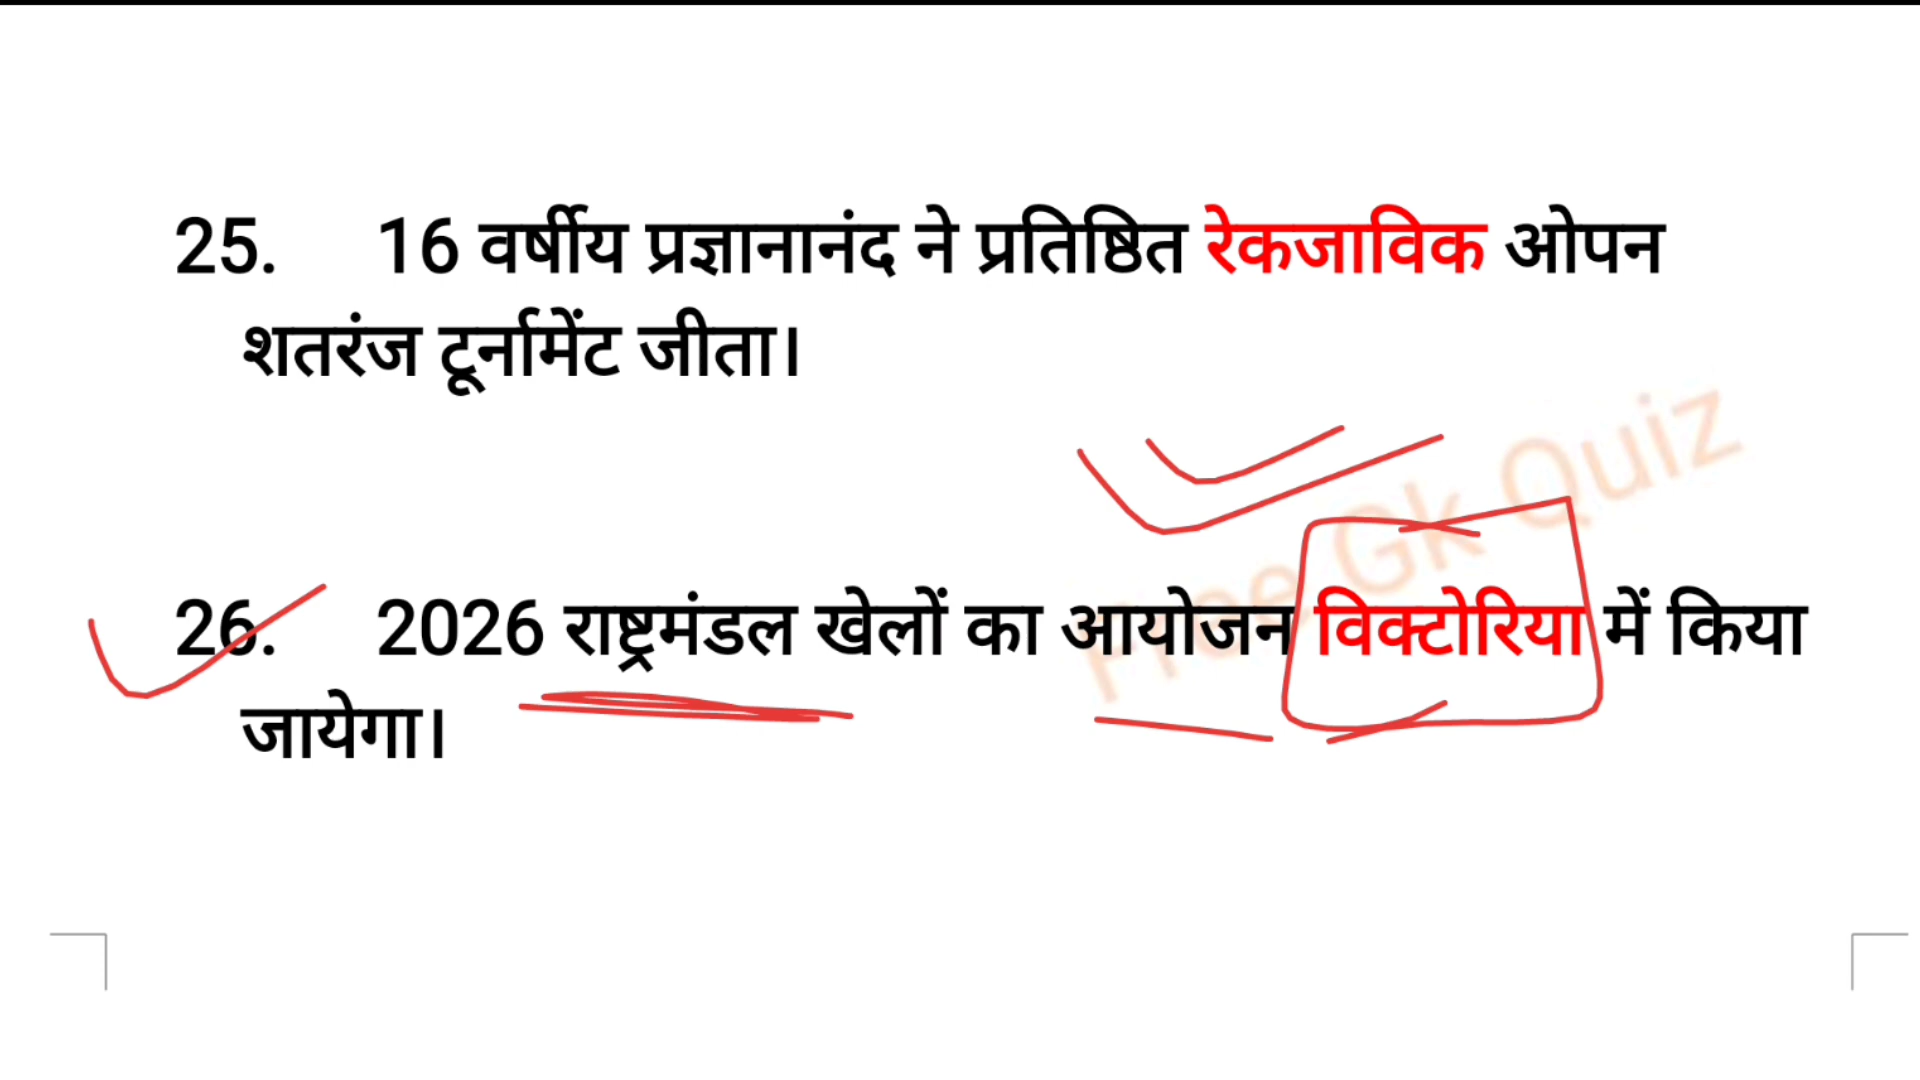 25. 16 वर्षीय प्रज्ञानानंद ने प्रतिष्ठित रेकजाविक ओपन
शतरंज टूर्नामेंट जीता।
Free Gk Quiz
26. 2026 राष्ट्रमंडल खेलों का आयोजन विक्टोरिया में किया
जायेगा।